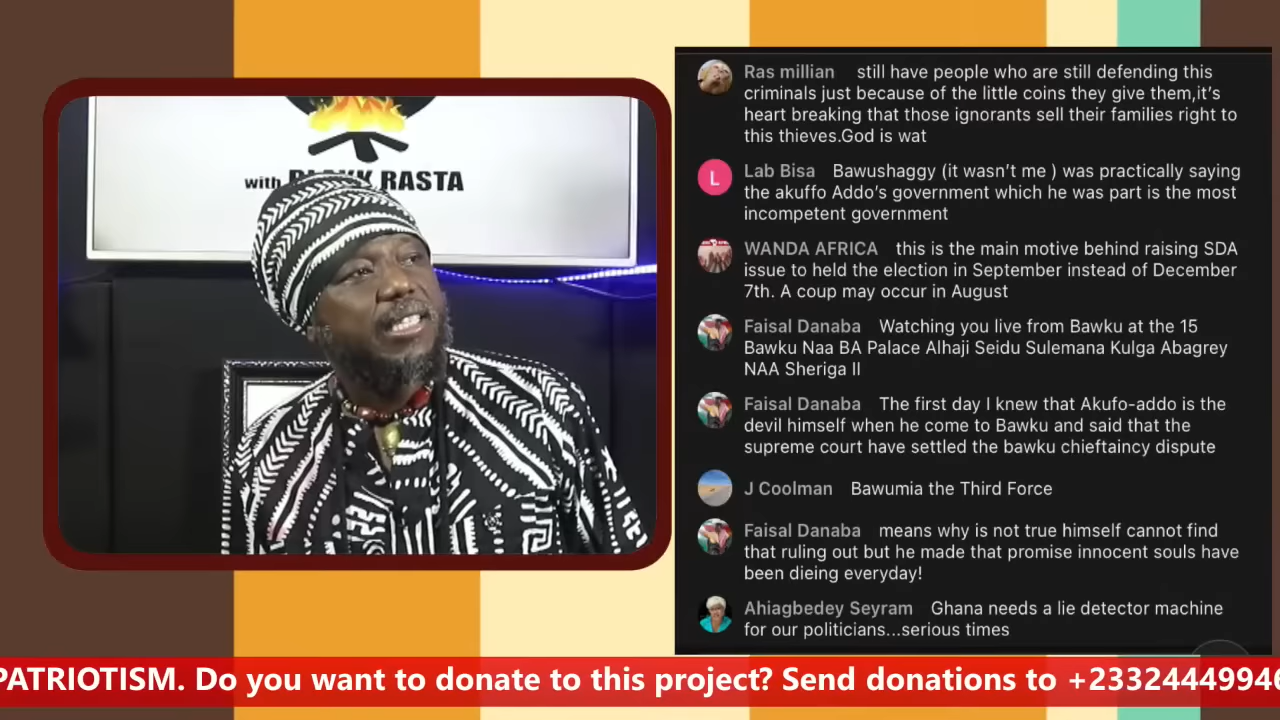 with BLAKK RASTA
Ras millian still have people who are still defending this
criminals just because of the little coins they give them,it's
heart breaking that those ignorants sell their families right to
this thieves.God is wat
L Lab Bisa Bawushaggy (it wasn't me ) was practically saying
the akuffo Addo's government which he was part is the most
incompetent government
WANDA AFRICA this is the main motive behind raising SDA
issue to held the election in September instead of December
7th. A coup may occur in August
Faisal Danaba Watching you live from Bawku at the 15
Bawku Naa BA Palace Alhaji Seidu Sulemana Kulga Abagrey
NAA Sheriga II
Faisal Danaba The first day I knew that Akufo-addo is the
devil himself when he come to Bawku and said that the
supreme court have settled the bawku chieftaincy dispute
J Coolman Bawumia the Third Force
Faisal Danaba means why is not true himself cannot find
that ruling out but he made that promise innocent souls have
been dieing everyday!
Ahiagbedey Seyram Ghana needs a lie detector machine
for our politicians...serious times
PATRIOTISM. Do you want to donate to this project? Send donations to +23324449946